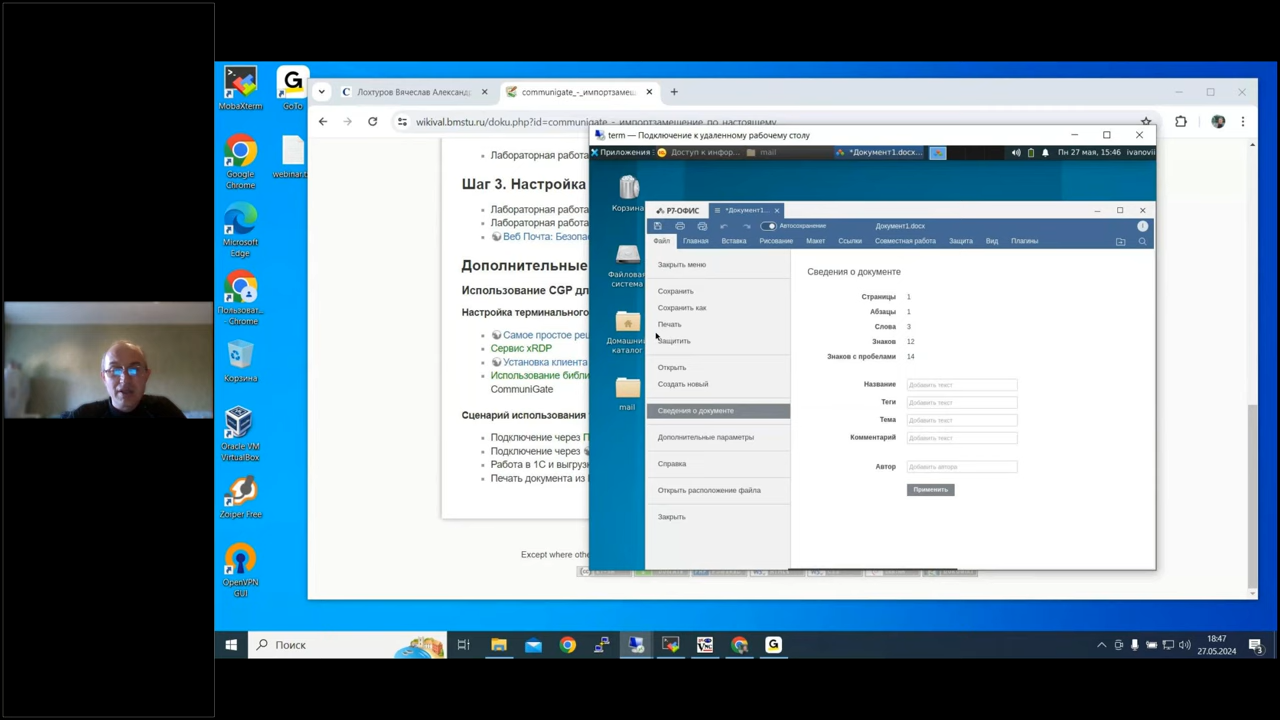 MobaXterm
GoTo
Google
Chrome
webinar.t
Microsoft
Edge
Пользоват...
- Chrome
Корзина
Oracle VM
VirtualBox
Zoiper Free
OpenVPN
GUI
Лохтуров Вячеслав Александ
communigate_-_импортзамещ
wikival.bmstu.ru/doku.php?id=communigate_-_импортзамещение_по_настоящему
Лабораторная работа
Шаг 3. Настройка
Лабораторная работа
Лабораторная работа
Веб Почта: Безопа
Дополнительные
Использование CGP дл
Настройка терминального
Самое простое реш
Сервис xRDP
Установка клиента
Использование библи
CommuniGate
Сценарий использования
Подключение через П
Подключение через
Работа в 1С и выгруз
Печать документа из
Except where othe
term — Подключение к удаленному рабочему столу
Приложения
Доступ к инфор...
mail
*Документ1.docx...
Пн 27 мая, 15:46
ivanovii
Корзина
Файловая
система
Домашний
каталог
mail
Р7-ОФИС
*Документ1...
Автосохранение
Документ1.docx
Файл
Главная
Вставка
Рисование
Макет
Ссылки
Совместная работа
Защита
Вид
Плагины
Закрыть меню
Сохранить
Сохранить как
Печать
Защитить
Открыть
Создать новый
Сведения о документе
Дополнительные параметры
Справка
Открыть расположение файла
Закрыть
Сведения о документе
Страницы 1
Абзацы 1
Слова 3
Знаков 12
Знаков с пробелами 14
Название Добавить текст
Теги Добавить текст
Тема Добавить текст
Комментарий Добавить текст
Автор Добавить автора
Применить
Поиск
18:47
27.05.2024
3